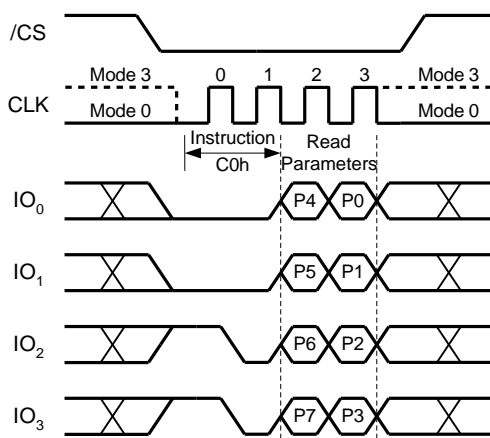 /CS
Mode 3 0 1 2 3 Mode 3
CLK
Mode 0 Mode 0
Instruction Read
C0h Parameters
IO0 P4 P0
IO1 P5 P1
IO2 P6 P2
IO3 P7 P3